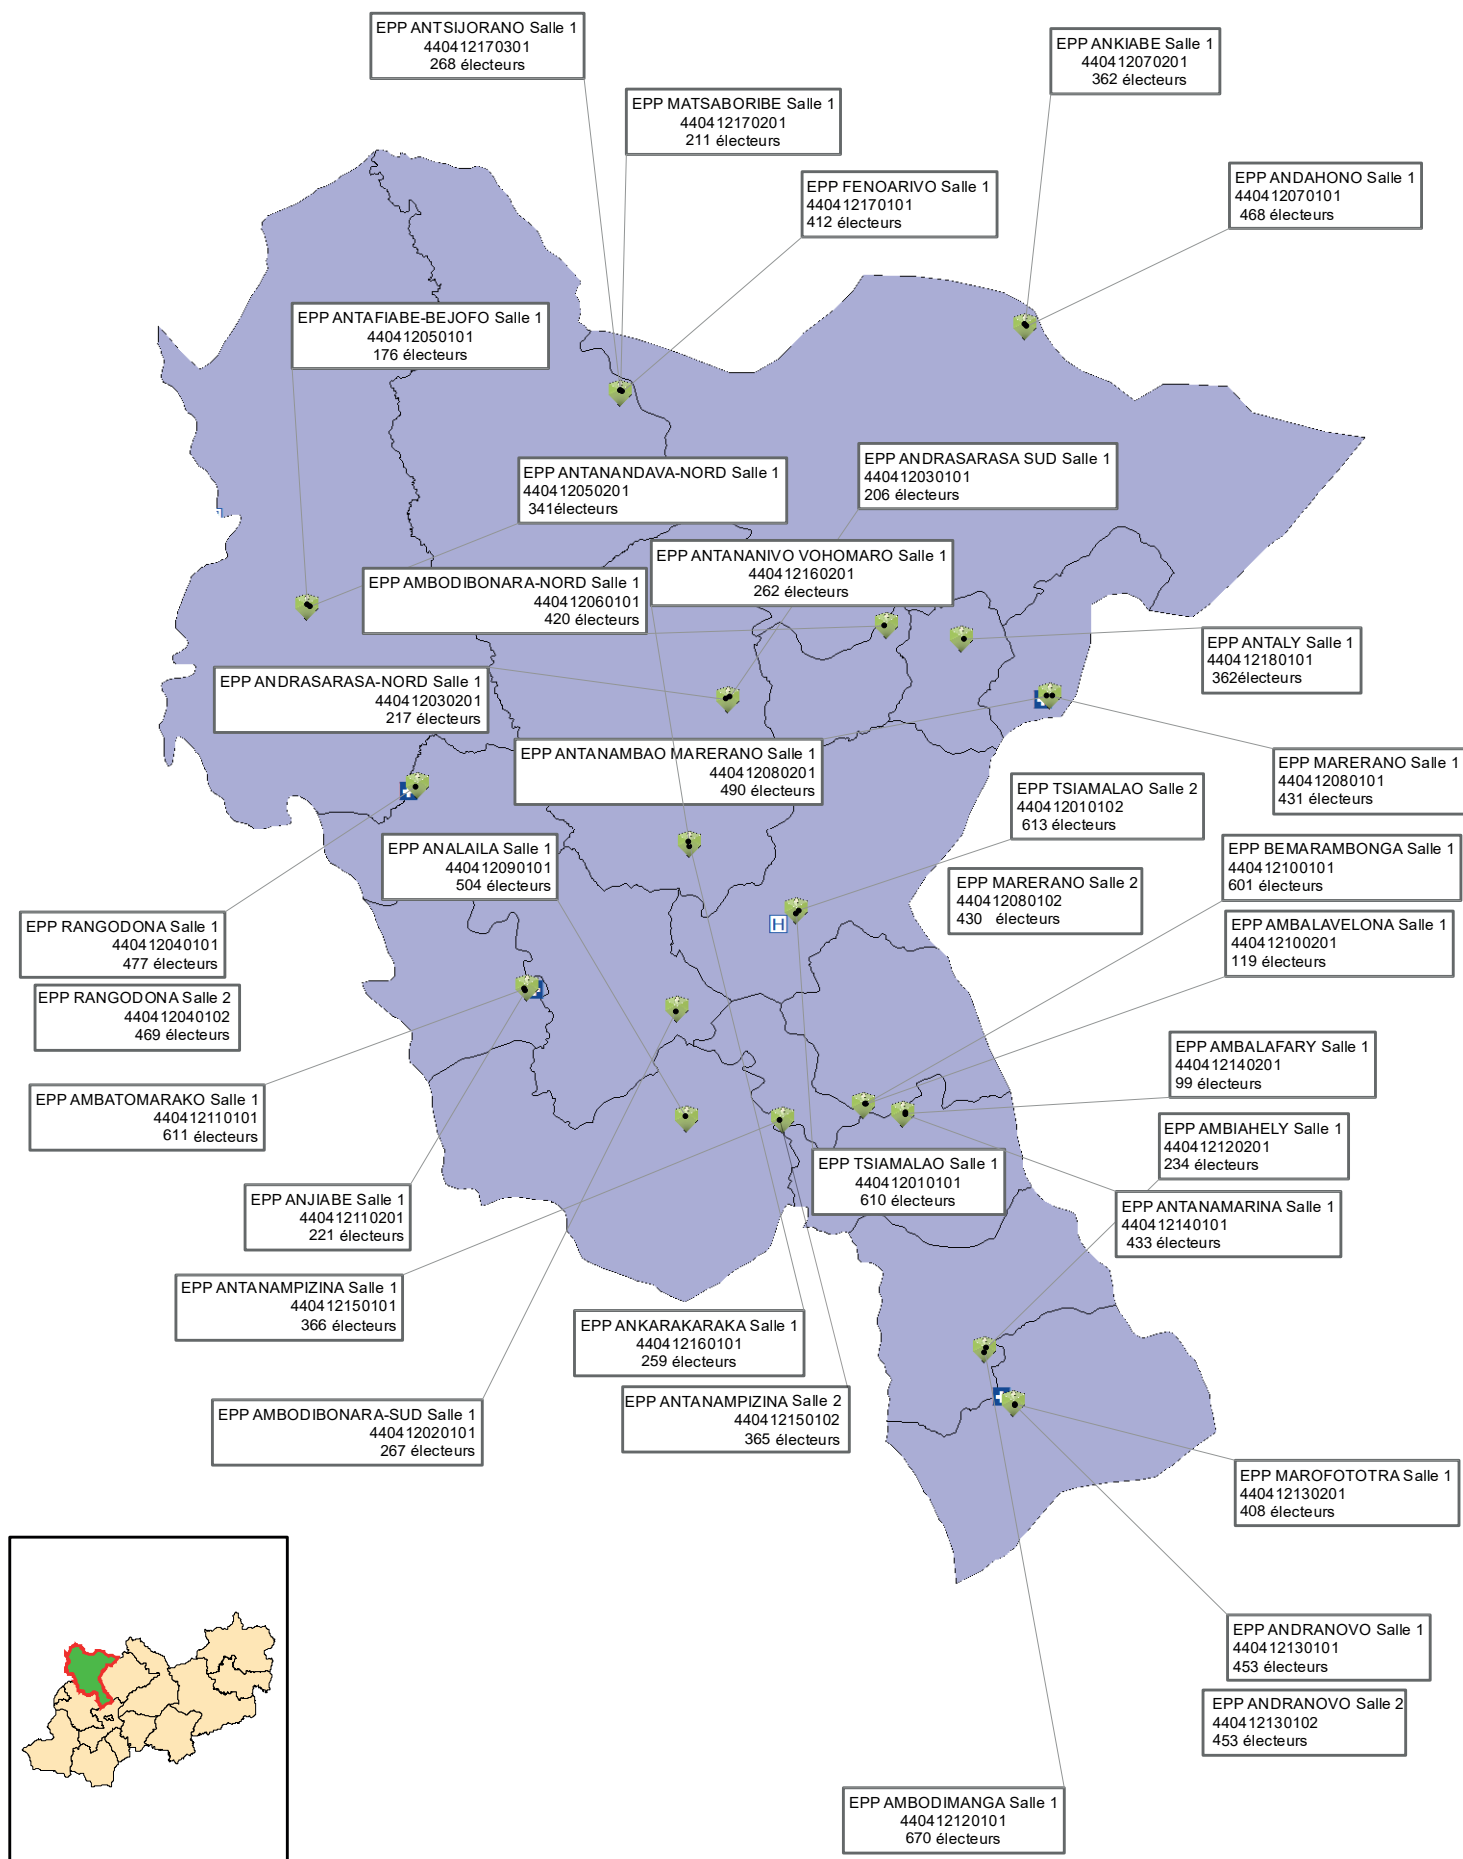 EPP ANTSIJORANO Salle 1
440412170301
268 électeurs
EPP ANKIABE Salle 1
440412070201
362 électeurs
EPP MATSABORIBE Salle 1
440412170201
211 électeurs
EPP FENOARIVO Salle 1
440412170101
412 électeurs
EPP ANDAHONO Salle 1
440412070101
468 électeurs
EPP ANTAFIABE-BEJOFO Salle 1
440412050101
176 électeurs
EPP ANTANANDAVA-NORD Salle 1
440412050201
341électeurs
EPP ANDRASARASA SUD Salle 1
440412030101
206 électeurs
EPP ANTANANIVO VOHOMARO Salle 1
440412160201
262 électeurs
EPP AMBODIBONARA-NORD Salle 1
440412060101
420 électeurs
EPP ANTALY Salle 1
440412180101
362électeurs
EPP ANDRASARASA-NORD Salle 1
440412030201
217 électeurs
EPP ANTANAMBAO MARERANO Salle 1
440412080201
490 électeurs
EPP MARERANO Salle 1
440412080101
431 électeurs
EPP TSIAMALAO Salle 2
440412010102
613 électeurs
EPP ANALAILA Salle 1
440412090101
504 électeurs
EPP BEMARAMBONGA Salle 1
440412100101
601 électeurs
EPP MARERANO Salle 2
440412080102
430 électeurs
H
EPP RANGODONA Salle 1
440412040101
477 électeurs
EPP AMBALAVELONA Salle 1
440412100201
119 électeurs
EPP RANGODONA Salle 2
440412040102
469 électeurs
EPP AMBALAFARY Salle 1
440412140201
99 électeurs
EPP AMBATOMARAKO Salle 1
440412110101
611 électeurs
EPP AMBIAHELY Salle 1
440412120201
234 électeurs
EPP TSIAMALAO Salle 1
440412010101
610 électeurs
EPP ANJIABE Salle 1
440412110201
221 électeurs
EPP ANTANAMARINA Salle 1
440412140101
433 électeurs
EPP ANTANAMPIZINA Salle 1
440412150101
366 électeurs
EPP ANKARAKARAKA Salle 1
440412160101
259 électeurs
EPP ANTANAMPIZINA Salle 2
440412150102
365 électeurs
EPP AMBODIBONARA-SUD Salle 1
440412020101
267 électeurs
EPP MAROFOTOTRA Salle 1
440412130201
408 électeurs
EPP ANDRANOVO Salle 1
440412130101
453 électeurs
EPP ANDRANOVO Salle 2
440412130102
453 électeurs
EPP AMBODIMANGA Salle 1
440412120101
670 électeurs